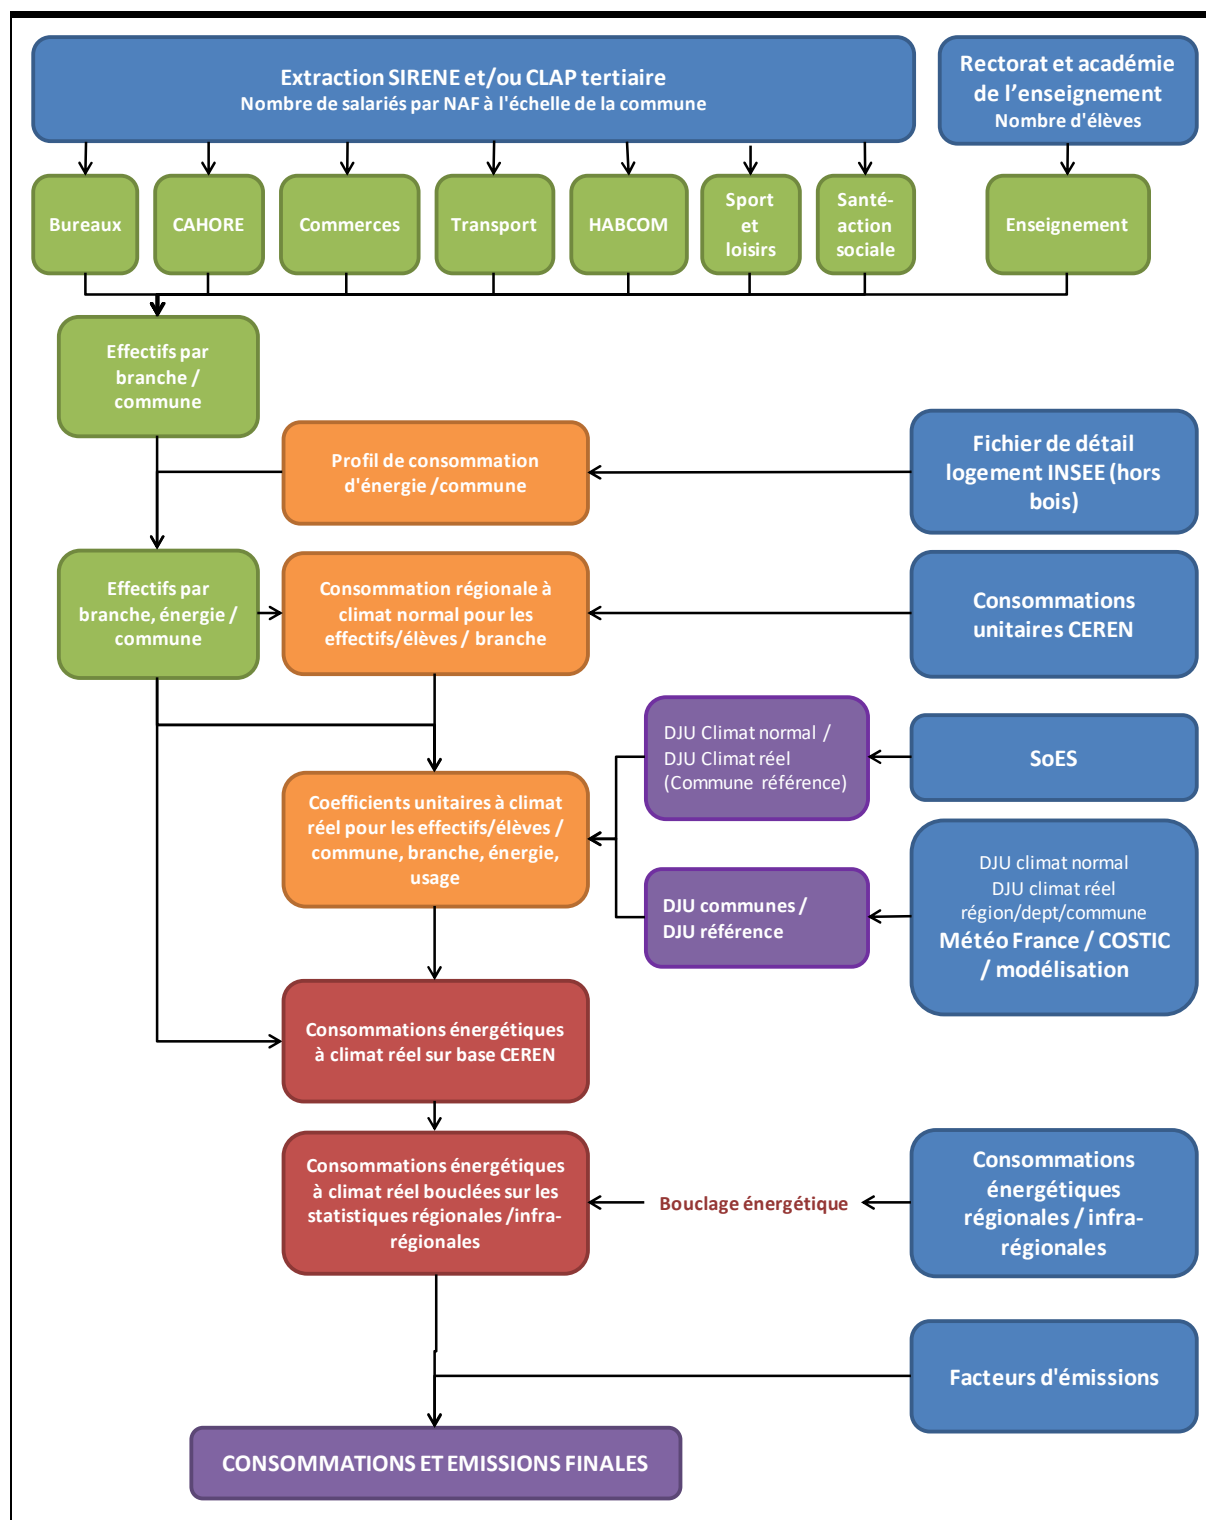 Extraction SIRENE et/ou CLAP tertiaire
Nombre de salariés par NAF à l'échelle de la commune
Rectorat et académie
de l'enseignement
Nombre d'élèves
Bureaux
CAHORE
Commerces
Transport
HABCOM
Sport
et
loisirs
Santé-
action
sociale
Enseignement
Effectifs par
branche /
commune
Profil de consommation
d'énergie /commune
Fichier de détail
logement INSEE (hors
bois)
Effectifs par
branche, énergie /
commune
Consommation régionale à
climat normal pour les
effectifs/élèves / branche
Consommations
unitaires CEREN
DJU Climat normal /
DJU Climat réel
(Commune référence)
SoES
Coefficients unitaires à climat
réel pour les effectifs/élèves /
commune, branche, énergie,
usage
DJU communes /
DJU référence
DJU climat normal
DJU climat réel
région/dept/commune
Météo France / COSTIC
/ modélisation
Consommations énergétiques
à climat réel sur base CEREN
Consommations énergétiques
à climat réel bouclées sur les
statistiques régionales /infra-
régionales
Bouclage énergétique
Consommations
énergétiques
régionales / infra-
régionales
Facteurs d'émissions
CONSOMMATIONS ET EMISSIONS FINALES